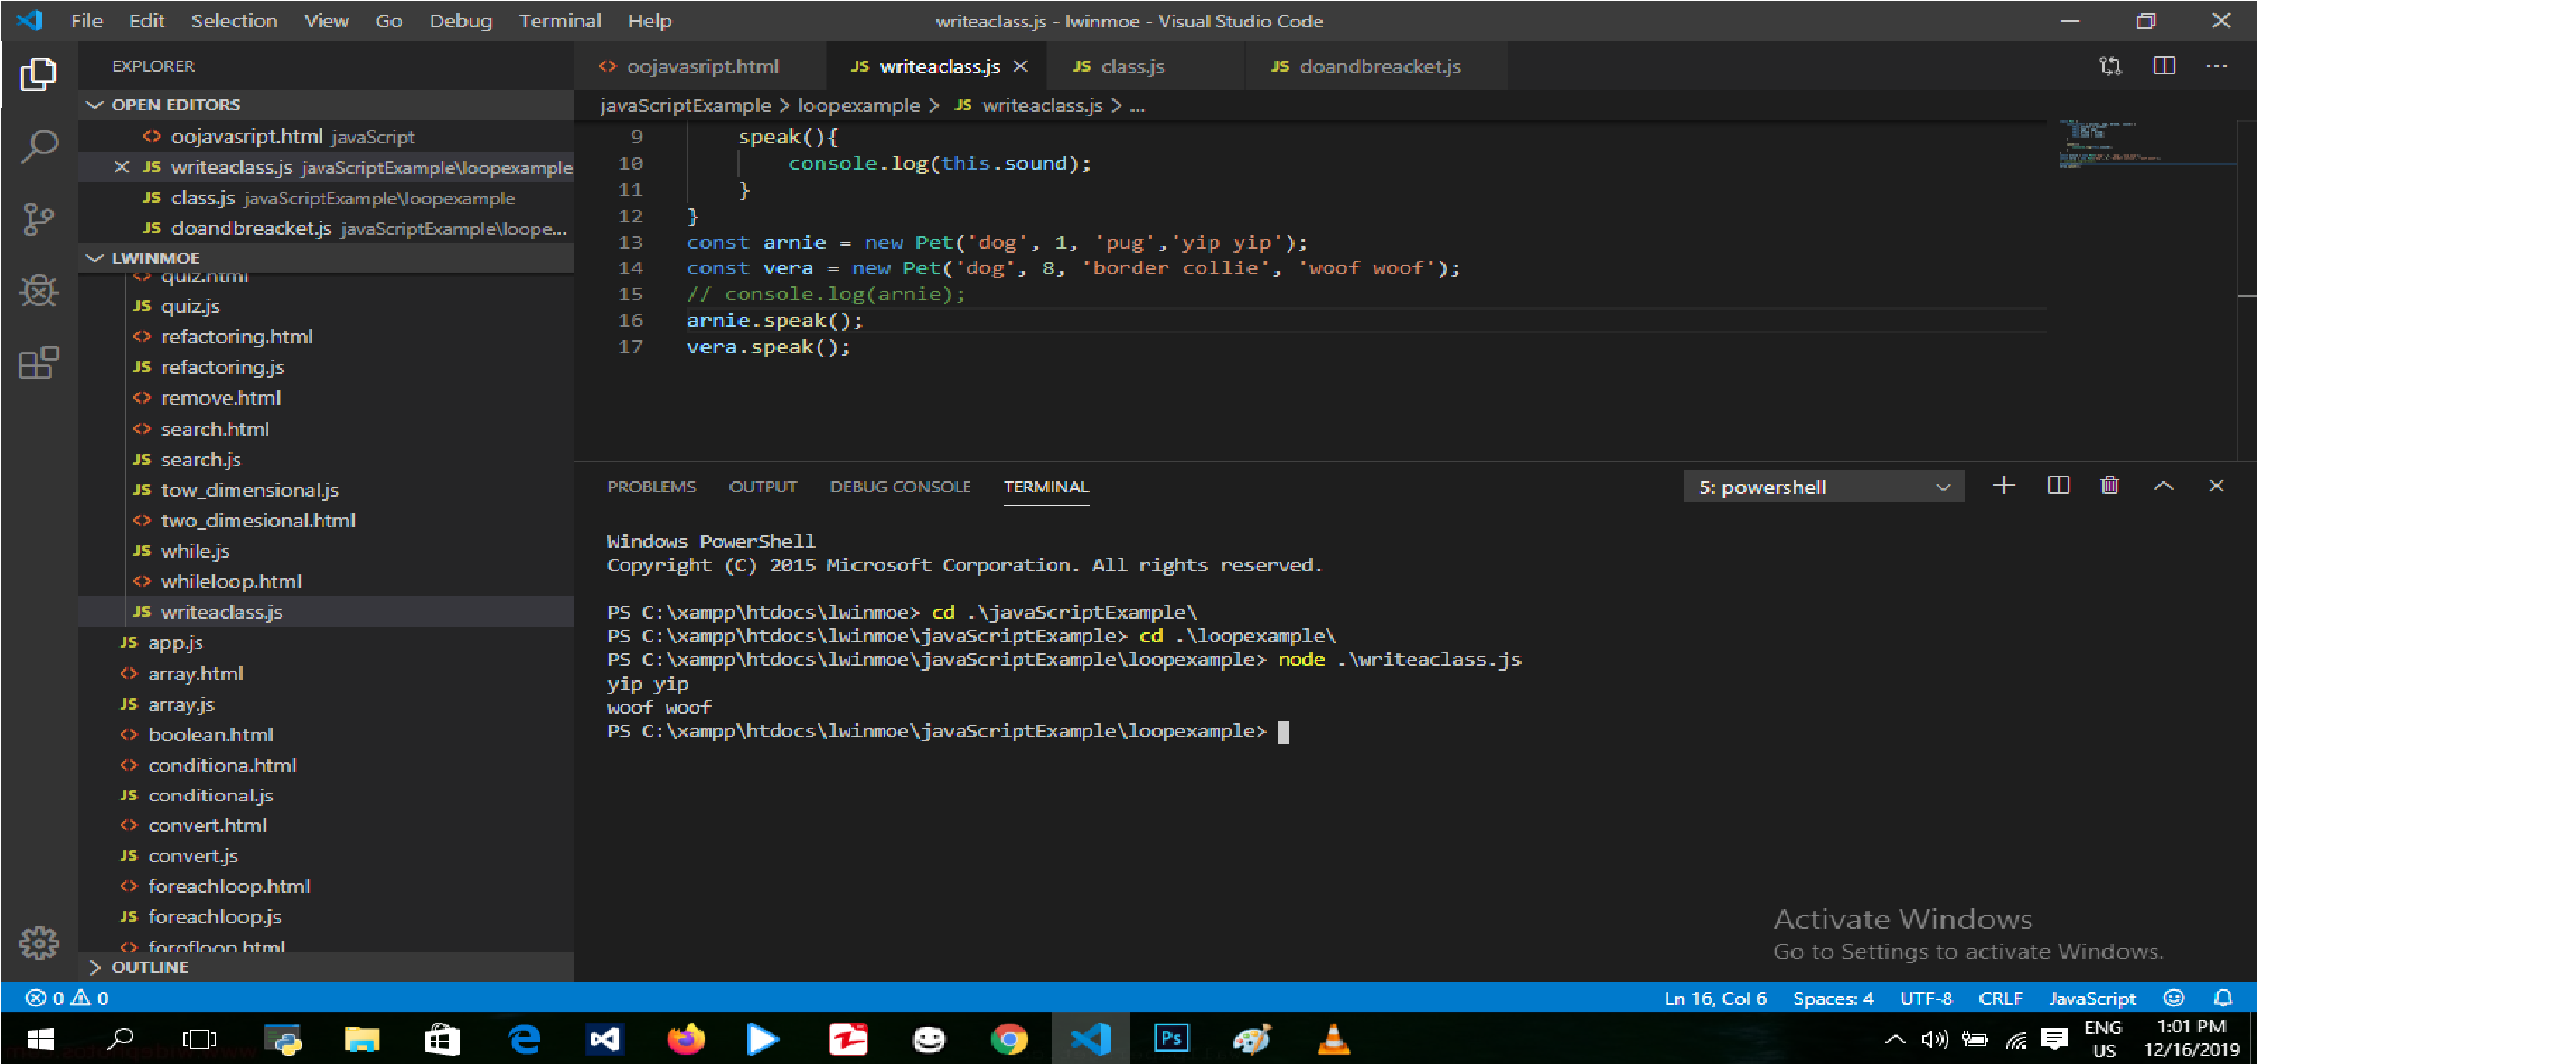 File Edit Selection View Go Debug Terminal Help
writeaclass.js - lwinmoe - Visual Studio Code
EXPLORER
OPEN EDITORS
oojavasript.html javaScript
writeaclass.js javaScriptExample\loopexample
class.js javaScriptExample\loopexample
doandbreacket.js javaScriptExample\loope...
LWINMOE
quiz.html
quiz.js
refactoring.html
refactoring.js
remove.html
search.html
search.js
tow_dimensional.js
two_dimesional.html
while.js
whileloop.html
writeaclass.js
app.js
array.html
array.js
boolean.html
conditiona.html
conditional.js
convert.html
convert.js
foreachloop.html
foreachloop.js
forofloop.html
OUTLINE
oojavasript.html JS writeaclass.js JS class.js JS doandbreacket.js
javaScriptExample > loopexample > JS writeaclass.js > ...
9 speak(){
10 console.log(this.sound);
11 }
12 }
13 const arnie = new Pet('dog', 1, 'pug','yip yip');
14 const vera = new Pet('dog', 8, 'border collie', 'woof woof');
15 // console.log(arnie);
16 arnie.speak();
17 vera.speak();
PROBLEMS OUTPUT DEBUG CONSOLE TERMINAL
5: powershell
Windows PowerShell
Copyright (C) 2015 Microsoft Corporation. All rights reserved.
PS C:\xampp\htdocs\lwinmoe> cd .\javaScriptExample\
PS C:\xampp\htdocs\lwinmoe\javaScriptExample> cd .\loopexample\
PS C:\xampp\htdocs\lwinmoe\javaScriptExample\loopexample> node .\writeaclass.js
yip yip
woof woof
PS C:\xampp\htdocs\lwinmoe\javaScriptExample\loopexample>
Activate Windows
Go to Settings to activate Windows.
0 0
Ln 16, Col 6 Spaces: 4 UTF-8 CRLF JavaScript
Ps
ENG
US
1:01 PM
12/16/2019